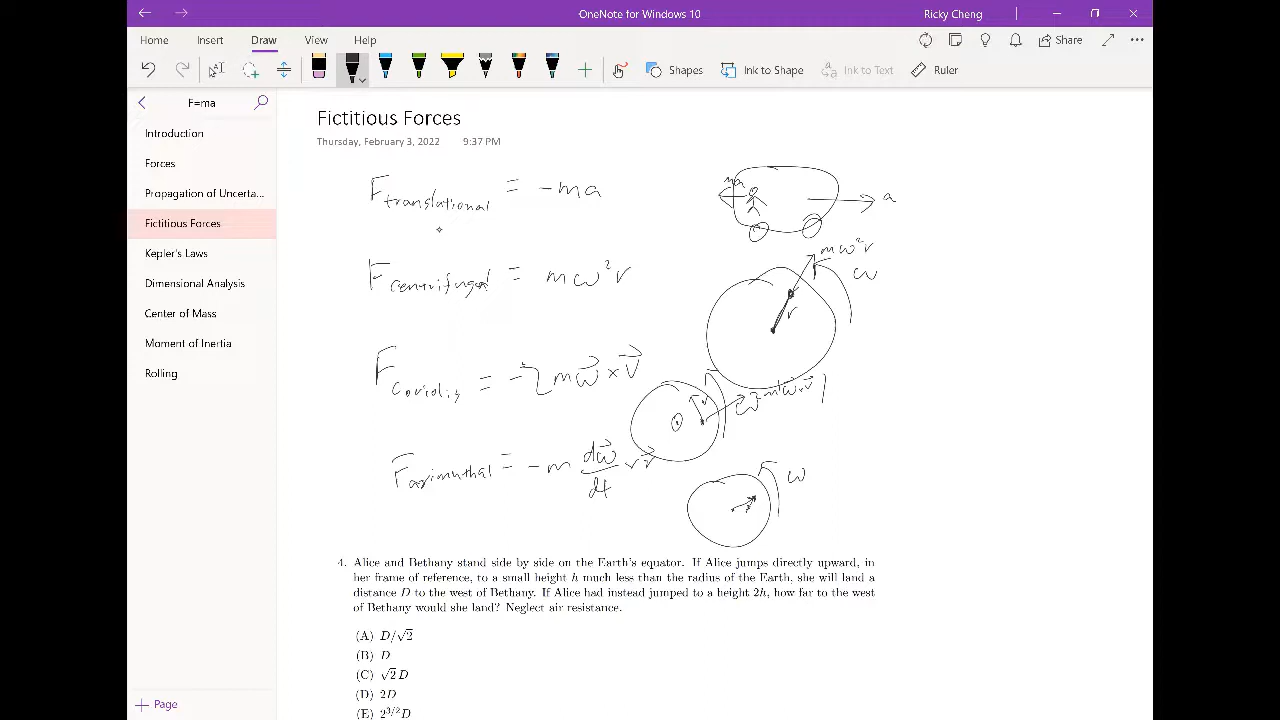 OneNote for Windows 10
Ricky Cheng
Home Insert Draw View Help
Share
Shapes Ink to Shape Ink to Text Ruler
F=ma
Introduction
Forces
Propagation of Uncerta...
Fictitious Forces
Kepler's Laws
Dimensional Analysis
Center of Mass
Moment of Inertia
Rolling
Page
Fictitious Forces
Thursday, February 3, 2022 9:37 PM
F translational = -ma
ma
a
F centrifugal = mω²r
mω²r
ω
r
F coriolis = -2mω⃗ × v⃗
v
ω
F azimuthal = -m dω⃗/dt × r⃗
ω
4. Alice and Bethany stand side by side on the Earth's equator. If Alice jumps directly upward, in
her frame of reference, to a small height h much less than the radius of the Earth, she will land a
distance D to the west of Bethany. If Alice had instead jumped to a height 2h, how far to the west
of Bethany would she land? Neglect air resistance.
(A) D/√2
(B) D
(C) √2 D
(D) 2D
(E) 2^{3/2}D